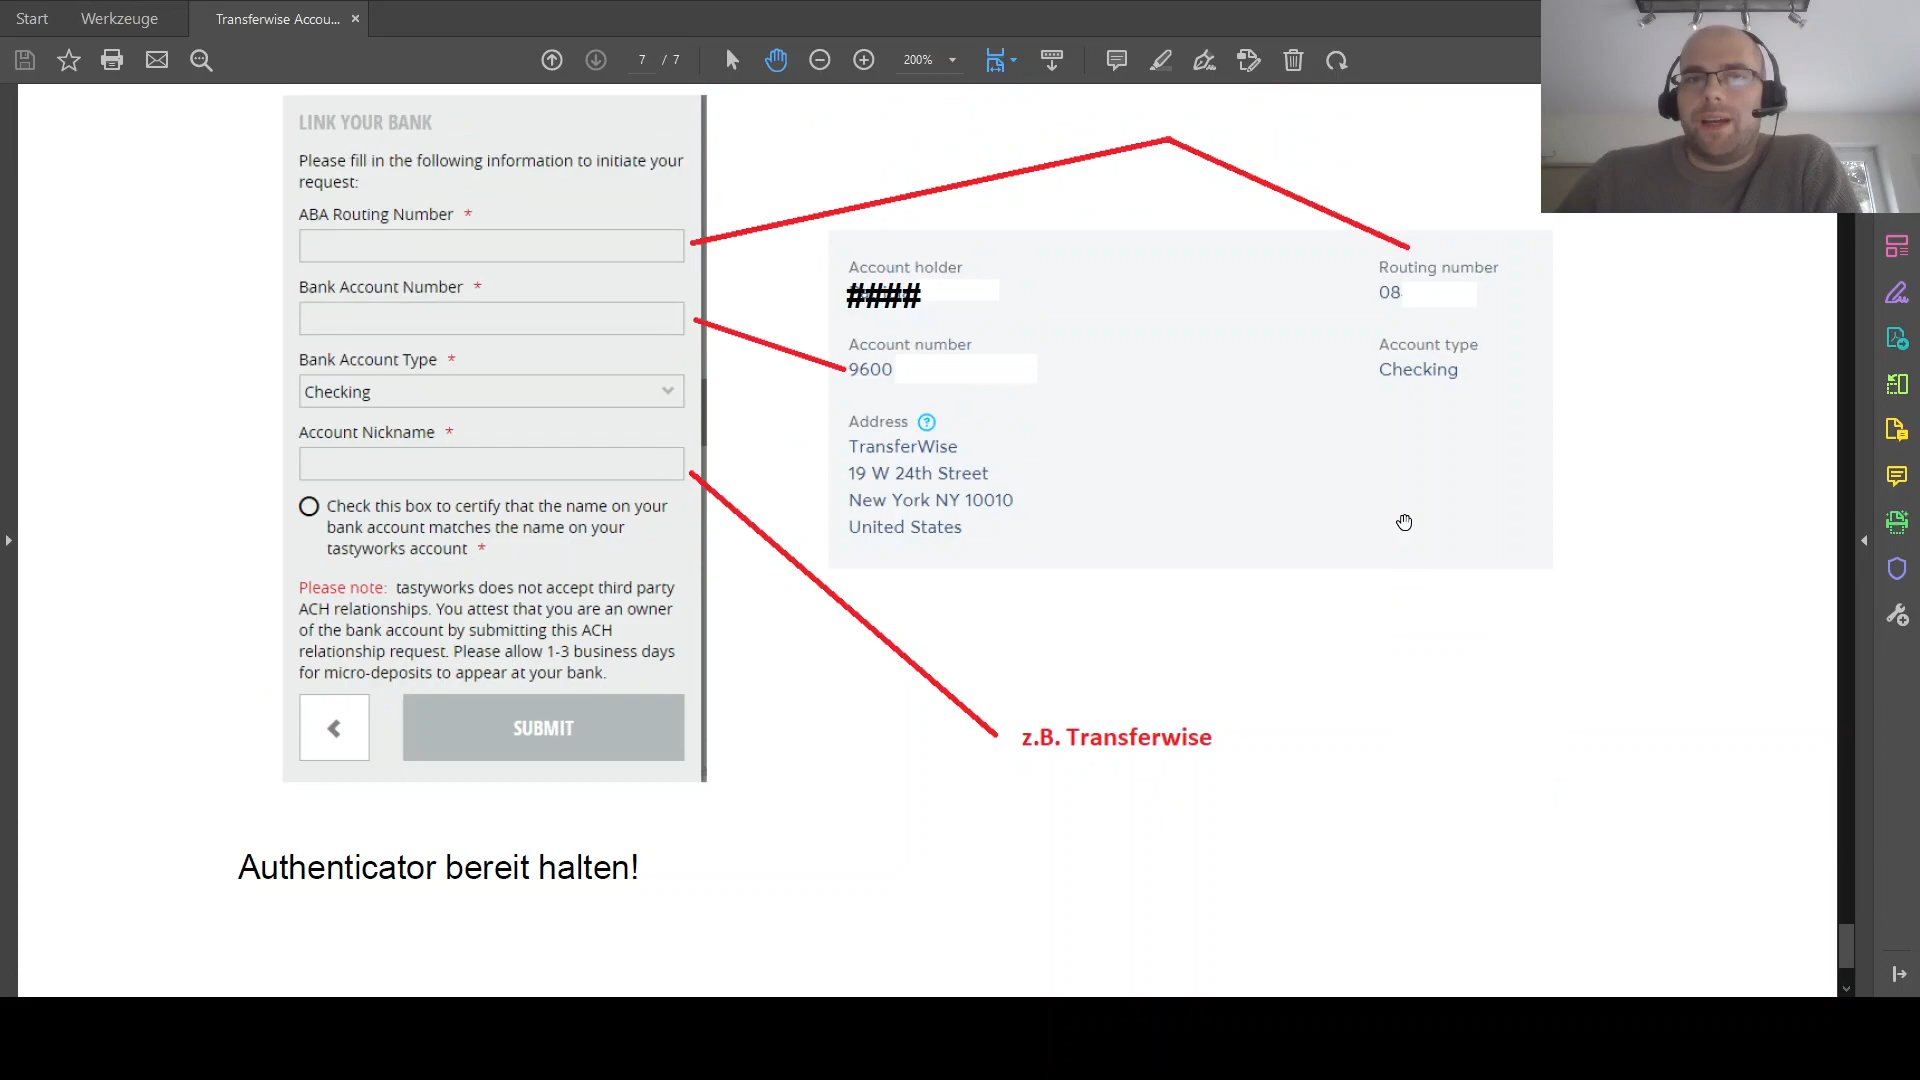 Start
Werkzeuge
Transferwise Accou...
7 / 7
200%
LINK YOUR BANK
Please fill in the following information to initiate your
request:
ABA Routing Number *
Bank Account Number *
Bank Account Type *
Checking
Account Nickname *
Check this box to certify that the name on your
bank account matches the name on your
tastyworks account *
Please note: tastyworks does not accept third party
ACH relationships. You attest that you are an owner
of the bank account by submitting this ACH
relationship request. Please allow 1-3 business days
for micro-deposits to appear at your bank.
SUBMIT
Account holder
####
Routing number
08
Account number
9600
Account type
Checking
Address ?
TransferWise
19 W 24th Street
New York NY 10010
United States
z.B. Transferwise
Authenticator bereit halten!